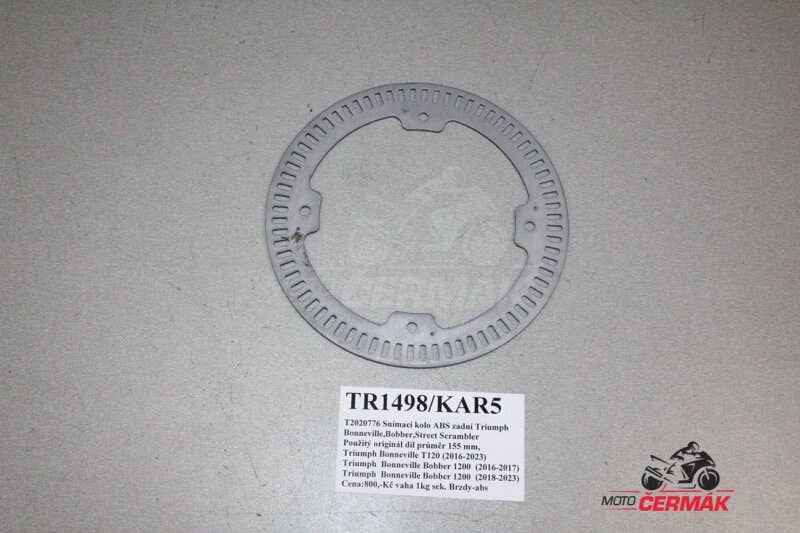 ČERMÁK
TR1498/KAR5
T2020776 Snímací kolo ABS zadní Triumph
Bonneville,Bobber,Street Scrambler
Použitý originál díl průměr 155 mm,
Triumph Bonneville T120 (2016-2023)
Triumph Bonneville Bobber 1200 (2016-2017)
Triumph Bonneville Bobber 1200 (2018-2023)
Cena:800,-Kč vaha 1kg sek. Brzdy-abs
MOTO ČERMÁK